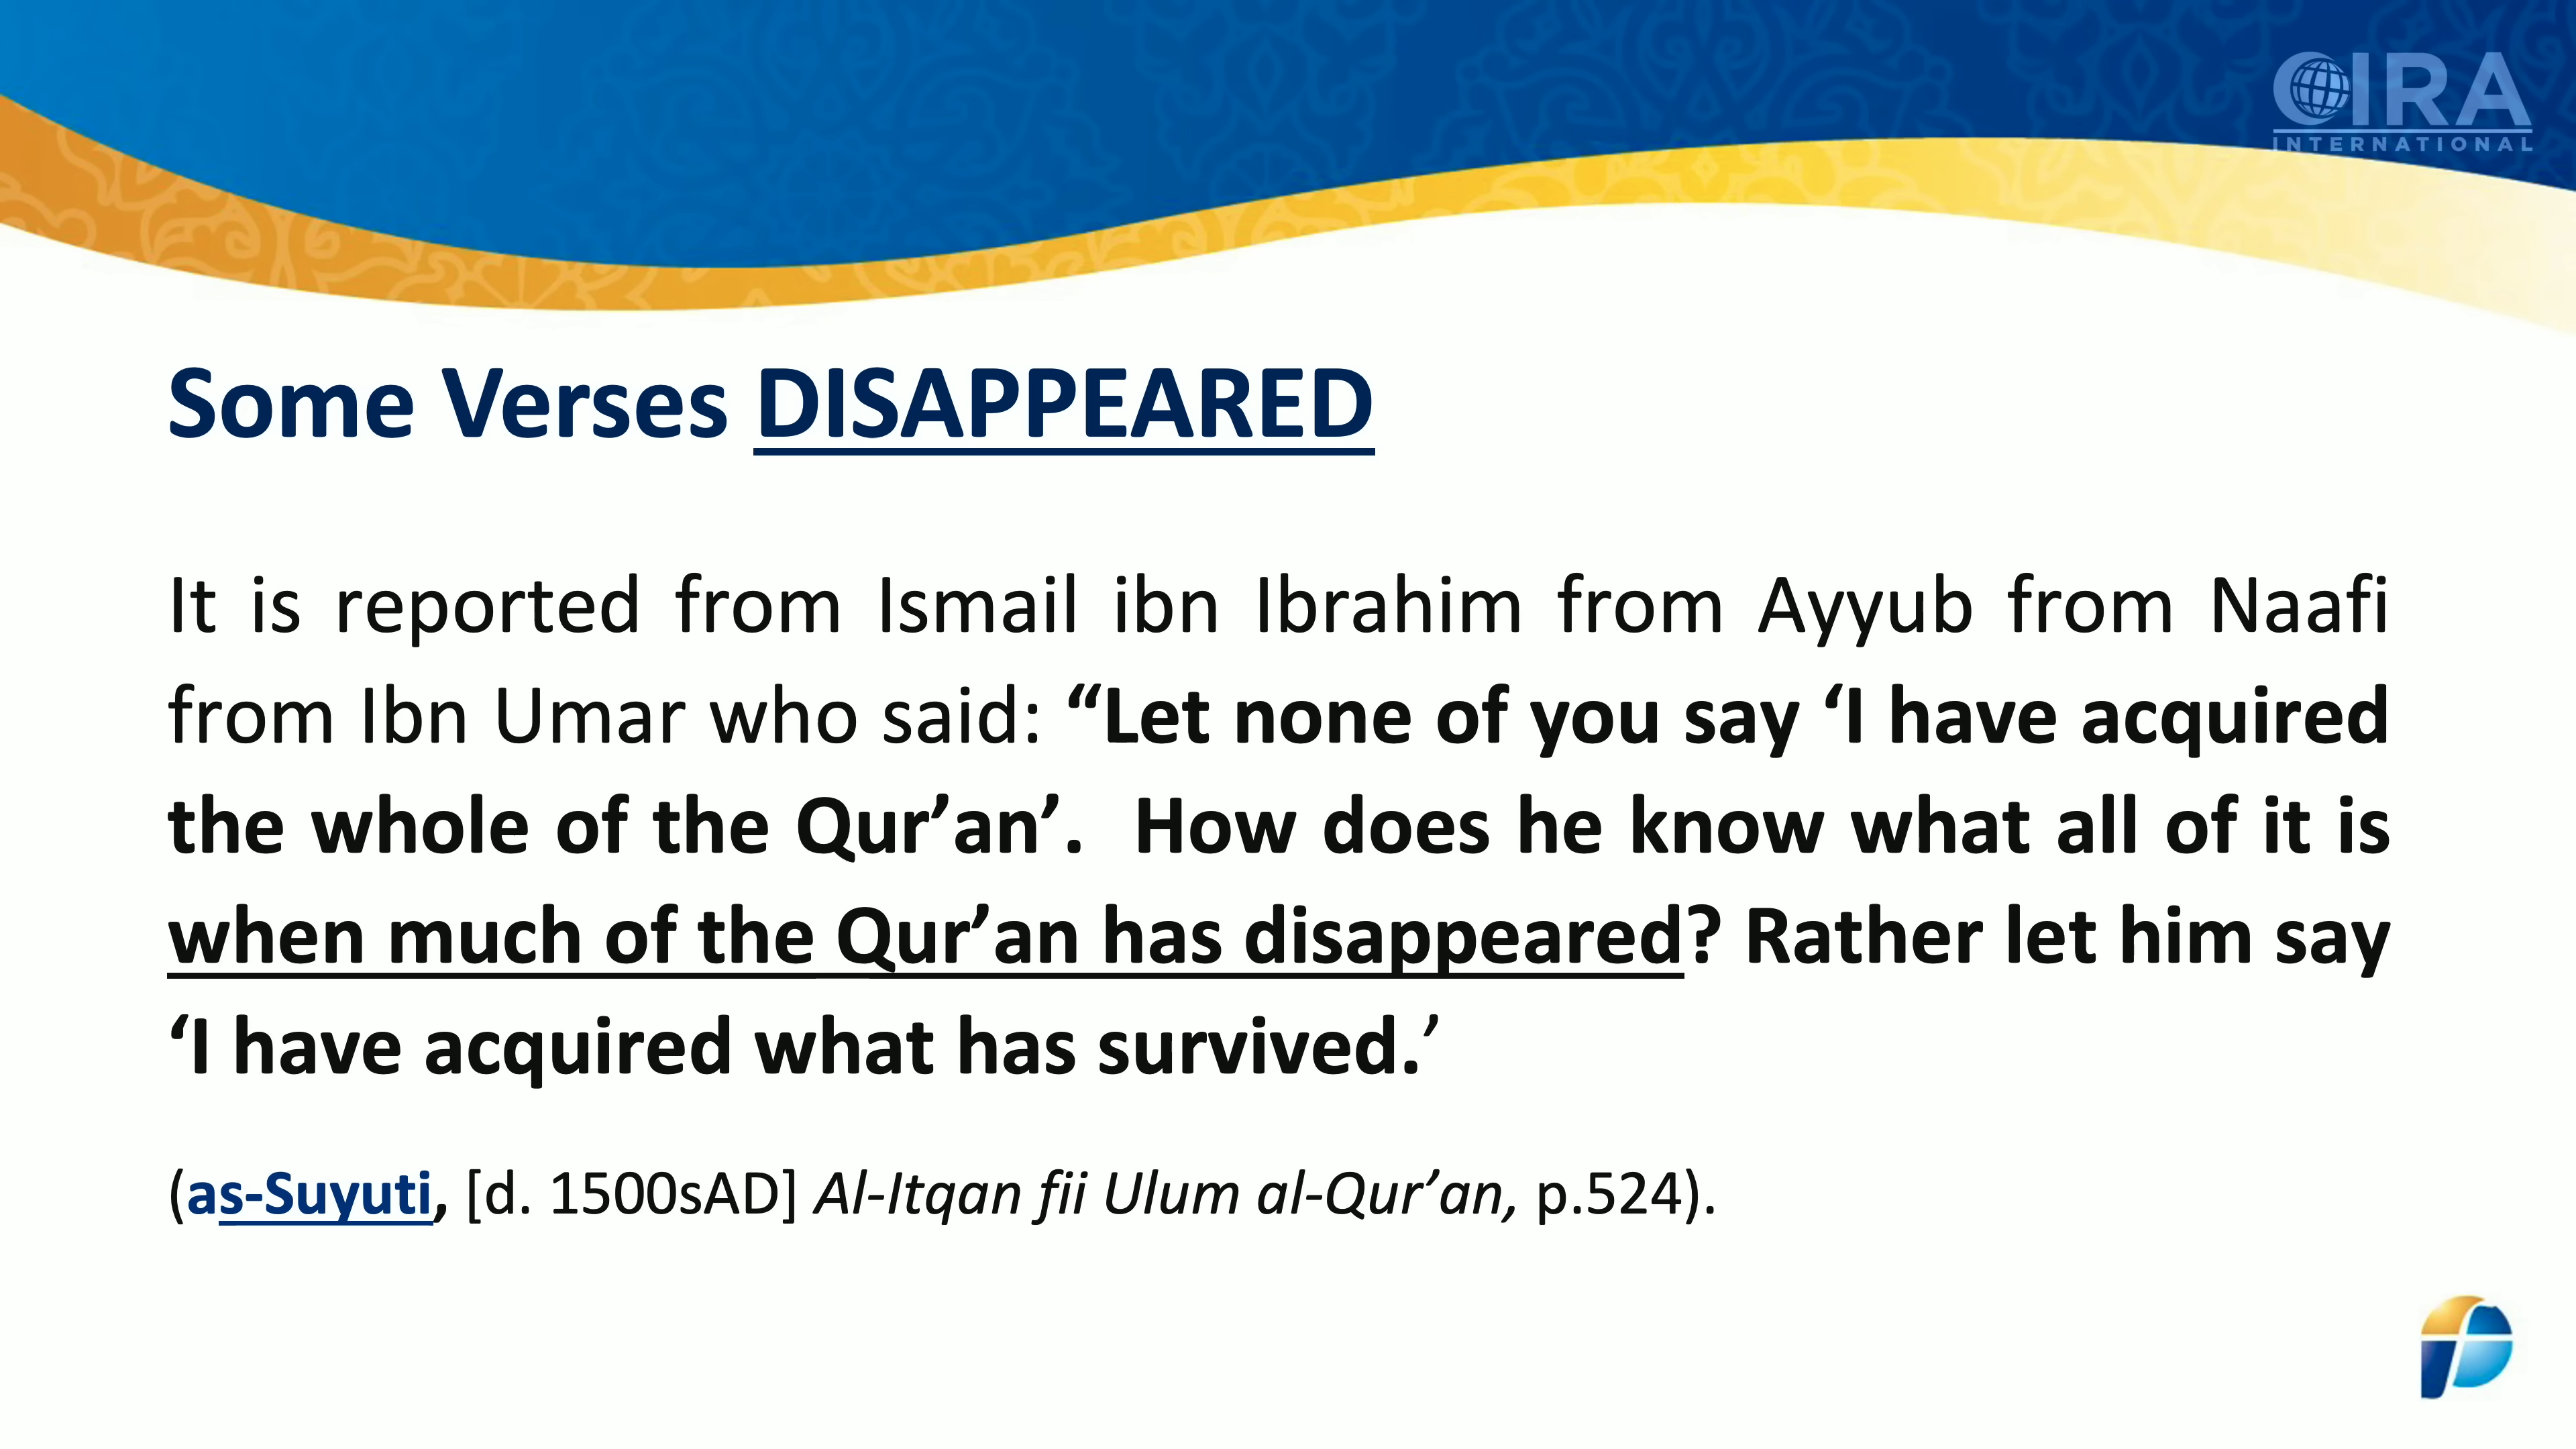 CIRA
INTERNATIONAL
Some Verses DISAPPEARED
It is reported from Ismail ibn Ibrahim from Ayyub from Naafi
from Ibn Umar who said: “Let none of you say ‘I have acquired
the whole of the Qur’an’. How does he know what all of it is
when much of the Qur’an has disappeared? Rather let him say
‘I have acquired what has survived.’
(as-Suyuti, [d. 1500sAD] Al-Itqan fii Ulum al-Qur’an, p.524).